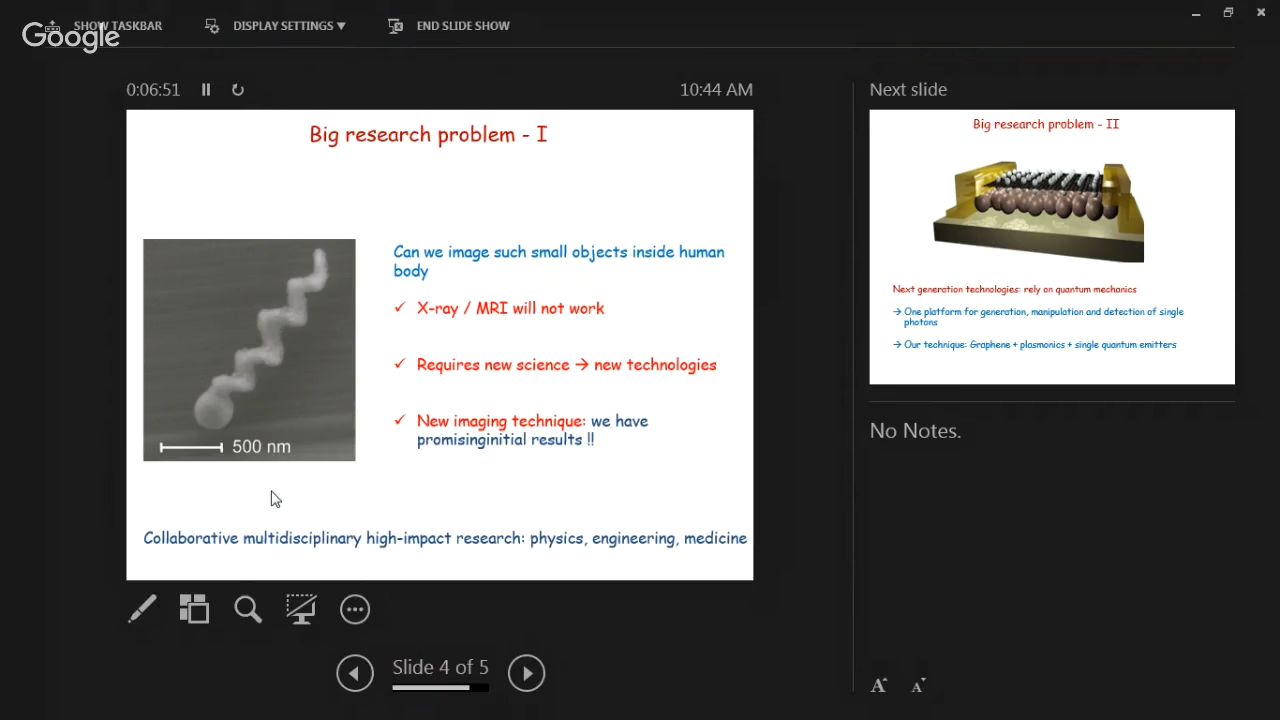 SHOW TASKBAR
DISPLAY SETTINGS ▼
END SLIDE SHOW
Google
0:06:51
10:44 AM
Big research problem - I
Can we image such small objects inside human
body
✓ X-ray / MRI will not work
✓ Requires new science → new technologies
✓ New imaging technique: we have
promisinginitial results !!
500 nm
Collaborative multidisciplinary high-impact research: physics, engineering, medicine
Slide 4 of 5
Next slide
Big research problem - II
Next generation technologies: rely on quantum mechanics
→ One platform for generation, manipulation and detection of single
photons
→ Our technique: Graphene + plasmonics + single quantum emitters
No Notes.
A A